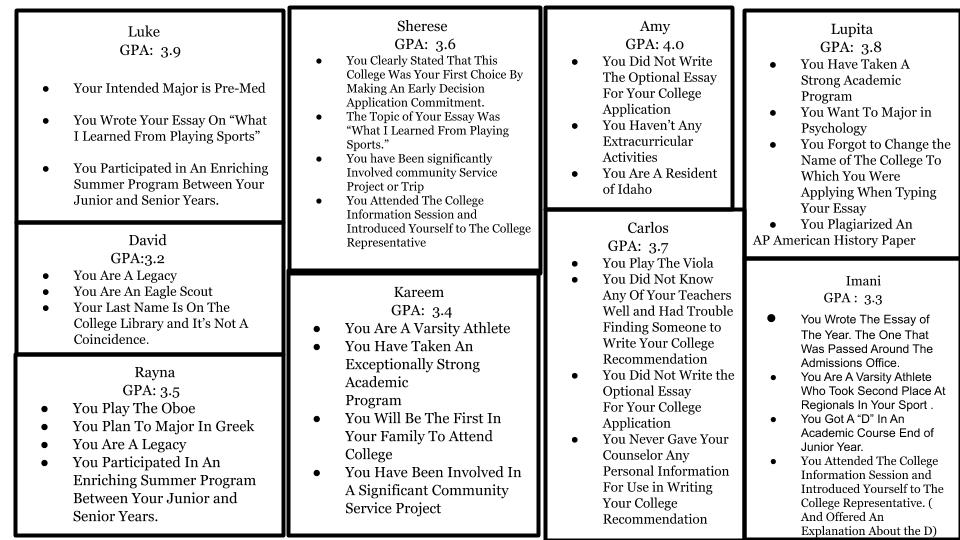 Luke
GPA: 3.9
● Your Intended Major is Pre-Med
● You Wrote Your Essay On “What
I Learned From Playing Sports”
● You Participated in An Enriching
Summer Program Between Your
Junior and Senior Years.
David
GPA:3.2
● You Are A Legacy
● You Are An Eagle Scout
● Your Last Name Is On The
College Library and It’s Not A
Coincidence.
Rayna
GPA: 3.5
● You Play The Oboe
● You Plan To Major In Greek
● You Are A Legacy
● You Participated In An
Enriching Summer Program
Between Your Junior and
Senior Years.
Sherese
GPA: 3.6
● You Clearly Stated That This
College Was Your First Choice By
Making An Early Decision
Application Commitment.
● The Topic of Your Essay Was
“What I Learned From Playing
Sports.”
● You have Been significantly
Involved community Service
Project or Trip
● You Attended The College
Information Session and
Introduced Yourself to The College
Representative
Kareem
GPA: 3.4
● You Are A Varsity Athlete
● You Have Taken An
Exceptionally Strong
Academic
Program
● You Will Be The First In
Your Family To Attend
College
● You Have Been Involved In
A Significant Community
Service Project
Amy
GPA: 4.0
● You Did Not Write
The Optional Essay
For Your College
Application
● You Haven’t Any
Extracurricular
Activities
● You Are A Resident
of Idaho
Carlos
GPA: 3.7
● You Play The Viola
● You Did Not Know
Any Of Your Teachers
Well and Had Trouble
Finding Someone to
Write Your College
Recommendation
● You Did Not Write the
Optional Essay
For Your College
Application
● You Never Gave Your
Counselor Any
Personal Information
For Use in Writing
Your College
Recommendation
Lupita
GPA: 3.8
● You Have Taken A
Strong Academic
Program
● You Want To Major in
Psychology
● You Forgot to Change the
Name of The College To
Which You Were
Applying When Typing
Your Essay
● You Plagiarized An
AP American History Paper
Imani
GPA : 3.3
● You Wrote The Essay of
The Year. The One That
Was Passed Around The
Admissions Office.
● You Are A Varsity Athlete
Who Took Second Place At
Regionals In Your Sport .
● You Got A “D” In An
Academic Course End of
Junior Year.
● You Attended The College
Information Session and
Introduced Yourself to The
College Representative. (
And Offered An
Explanation About the D)